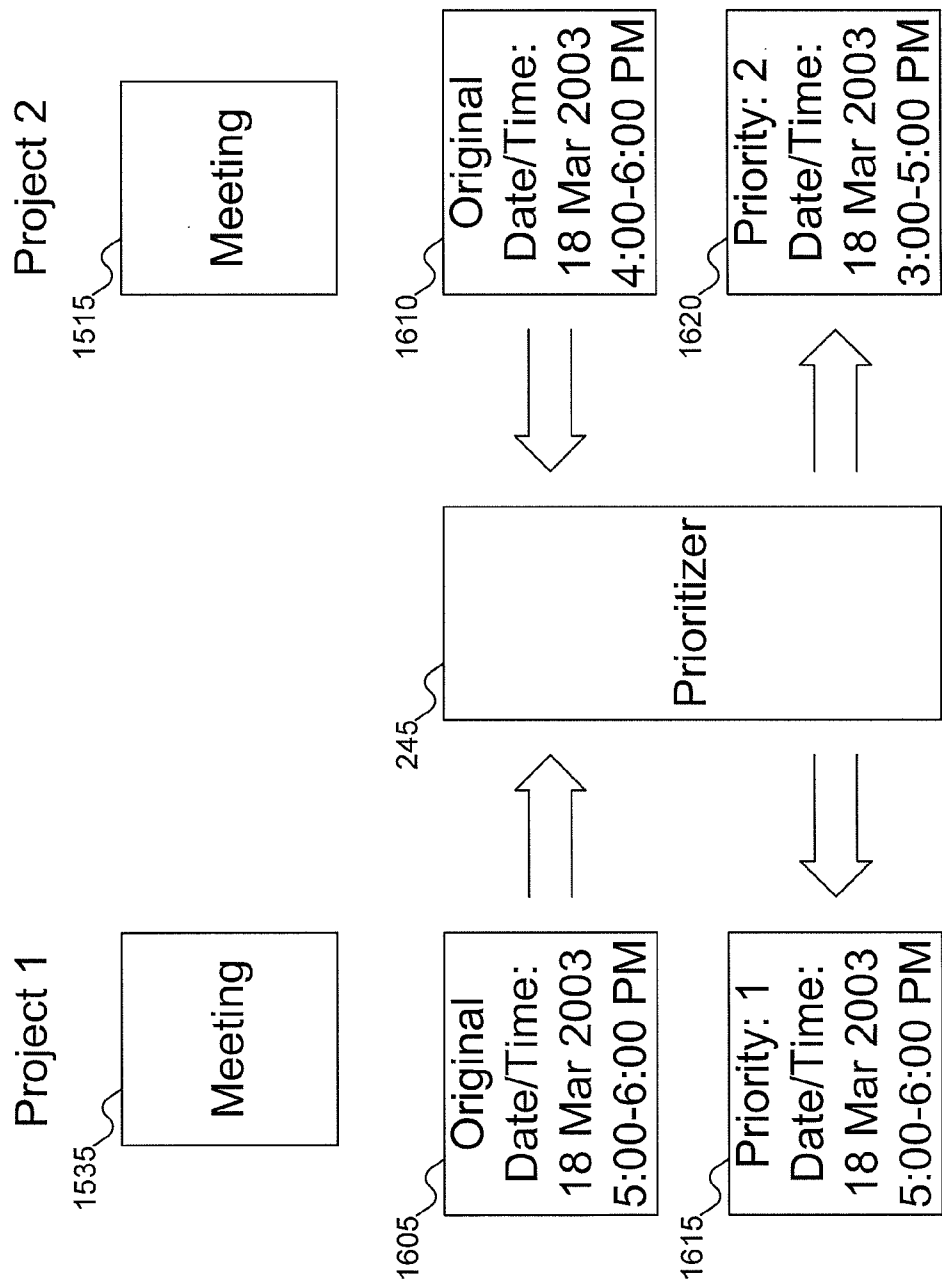 Project 1
Project 2
1535
Meeting
1515
Meeting
1605
Original
Date/Time:
18 Mar 2003
5:00-6:00 PM
245
Prioritizer
1610
Original
Date/Time:
18 Mar 2003
4:00-6:00 PM
1615
Priority: 1
Date/Time:
18 Mar 2003
5:00-6:00 PM
1620
Priority: 2
Date/Time:
18 Mar 2003
3:00-5:00 PM